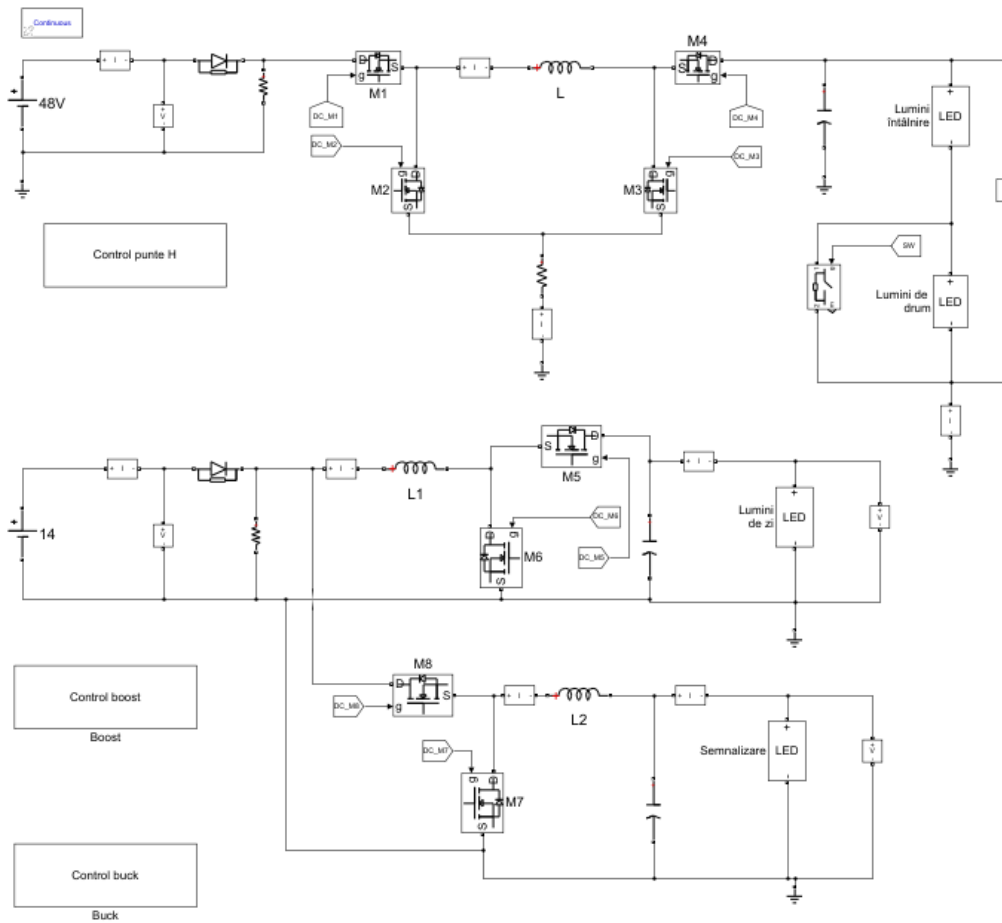 Continuous
48V
M1
L
M4
DC_M1
DC_M4
DC_M2
DC_M3
M2
M3
Lumini
întâlnire
LED
Control punte H
SW
Lumini de
drum
LED
14
L1
M5
DC_M6
M6
DC_M5
Lumini
de zi
LED
Control boost
Boost
M8
DC_M8
L2
DC_M7
M7
Semnalizare
LED
Control buck
Buck